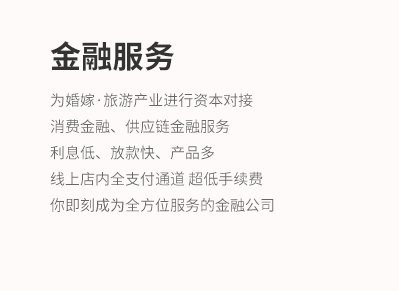 金融服务
为婚嫁·旅游产业进行资本对接
消费金融、供应链金融服务
利息低、放款快、产品多
线上店内全支付通道 超低手续费
你即刻成为全方位服务的金融公司